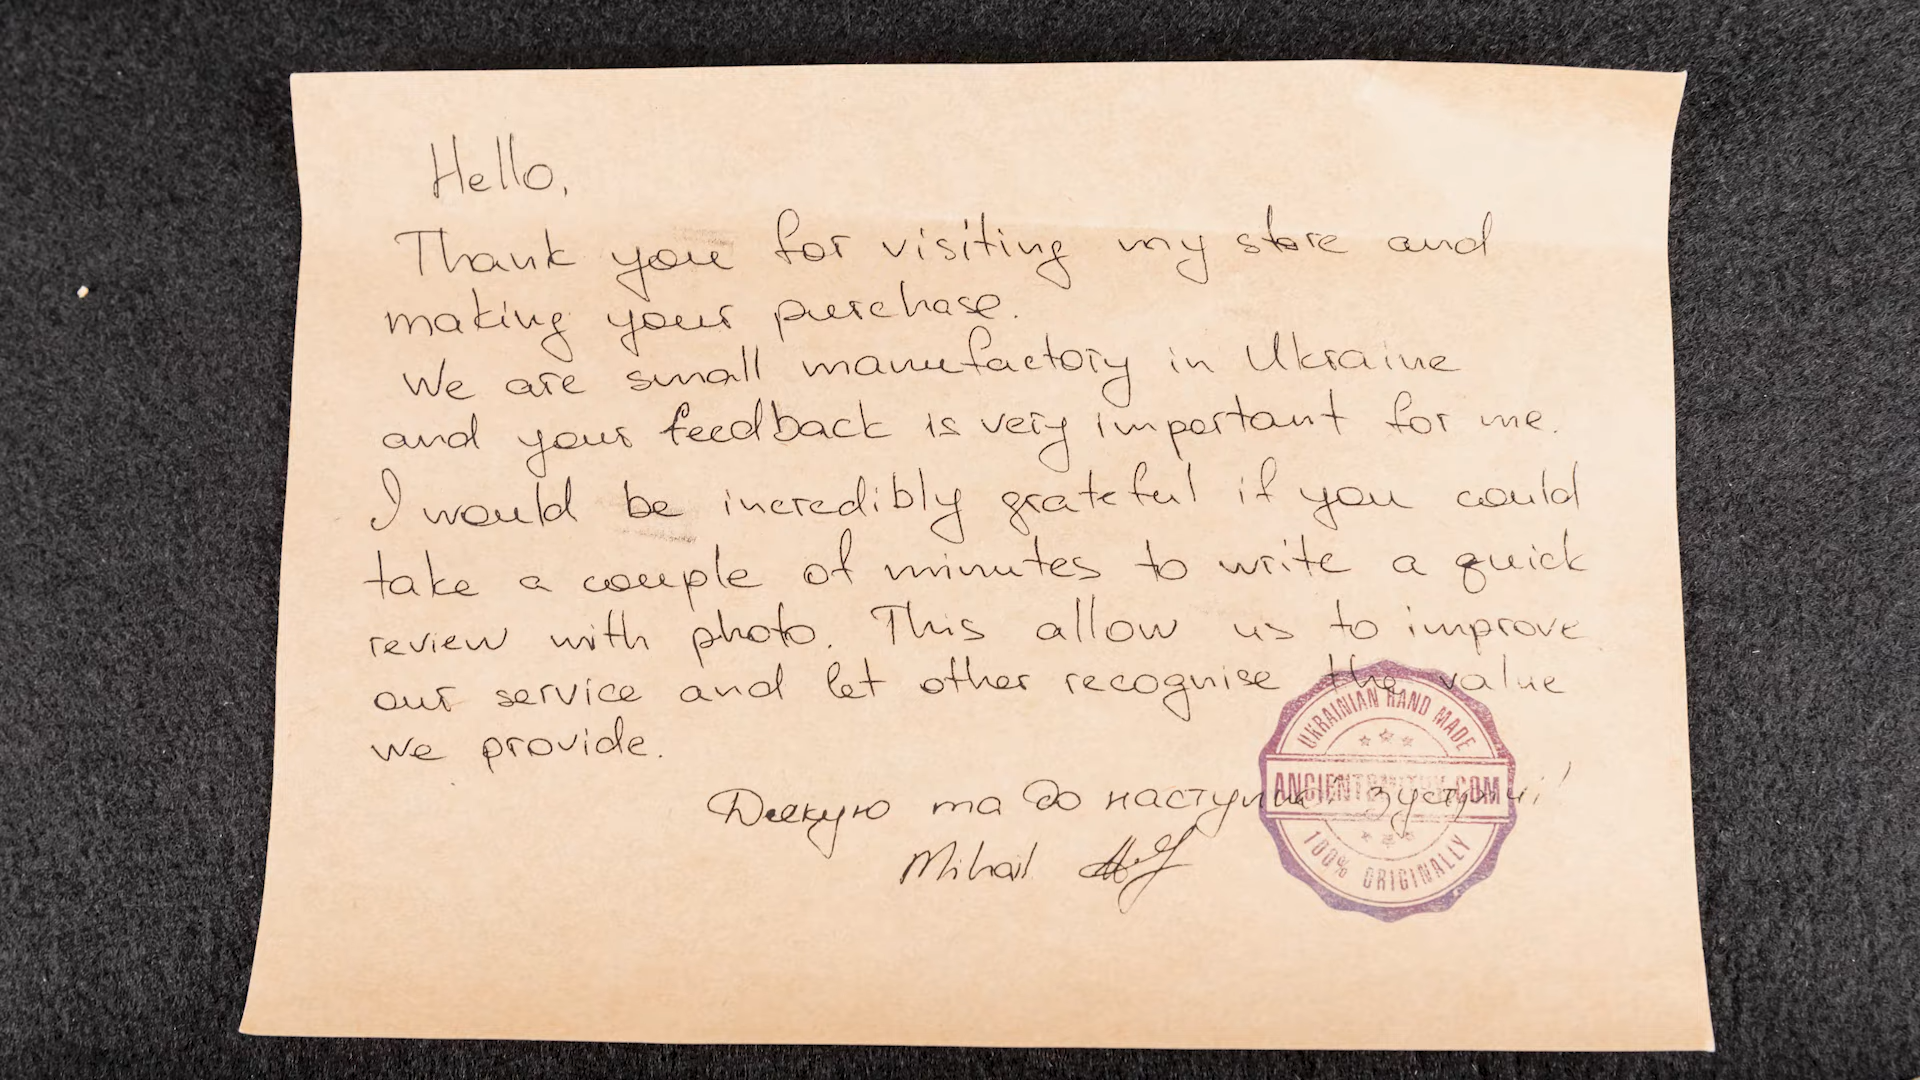 Hello,
Thank you for visiting my store and
making your purchase.
We are small manufactory in Ukraine
and your feedback is very important for me.
I would be incredibly grateful if you could
take a couple of minutes to write a quick
review with photo. This allow us to improve
our service and let other recognise the value
we provide.
Дякую та до наступної зустрічі!
Mihail
UKRAINIAN HAND MADE
100% ORIGINALLY